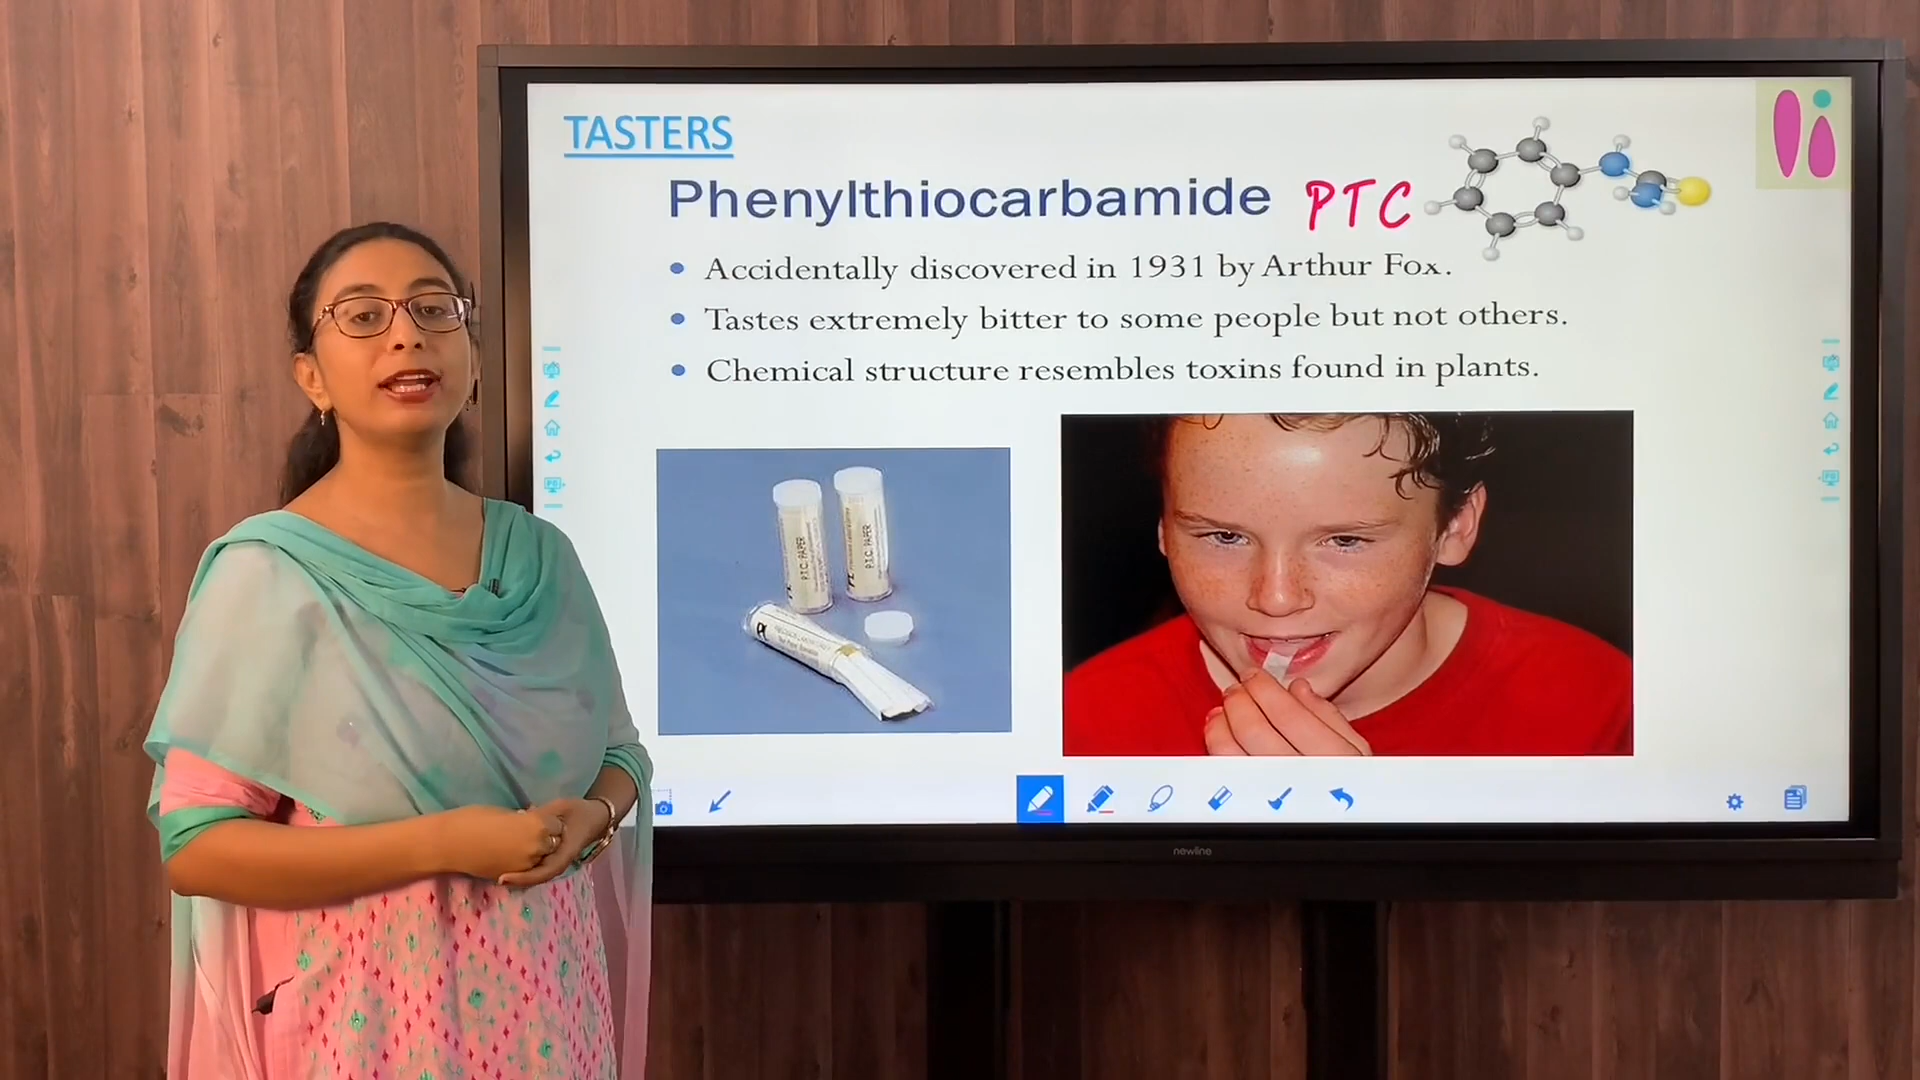 TASTERS
Phenylthiocarbamide PTC
Accidentally discovered in 1931 by Arthur Fox.
Tastes extremely bitter to some people but not others.
Chemical structure resembles toxins found in plants.
P.T.C. PAPER
P.T.C. PAPER
newline